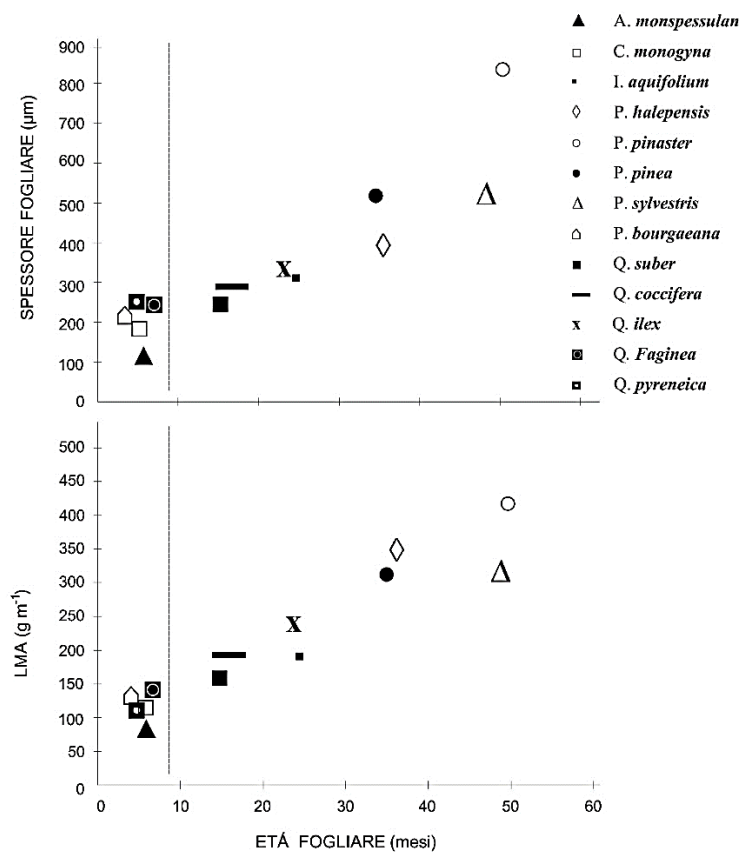 SPESSORE FOGLIARE (µm)
900
800
700
600
500
400
300
200
100
0
A. monspessulan
C. monogyna
I. aquifolium
P. halepensis
P. pinaster
P. pinea
P. sylvestris
P. bourgaeana
Q. suber
Q. coccifera
x Q. ilex
Q. Faginea
Q. pyreneica
X
LMA (g m-¹)
500
450
400
350
300
250
200
150
100
50
0
X
0 10 20 30 40 50 60
ETÁ FOGLIARE (mesi)